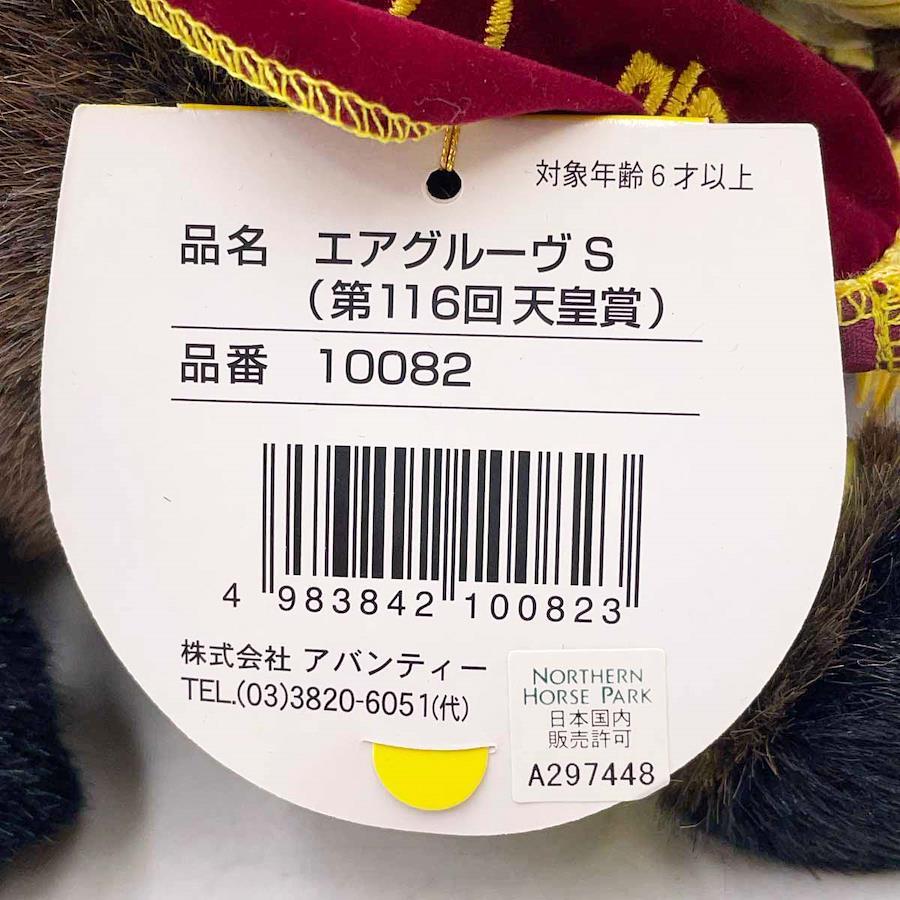 対象年齢6才以上
品名 エアグルーヴS
（第116回 天皇賞）
品番 10082
4 983842 100823
株式会社 アバンティー
TEL.(03)3820-6051(代)
NORTHERN
HORSE PARK
日本国内
販売許可
A297448